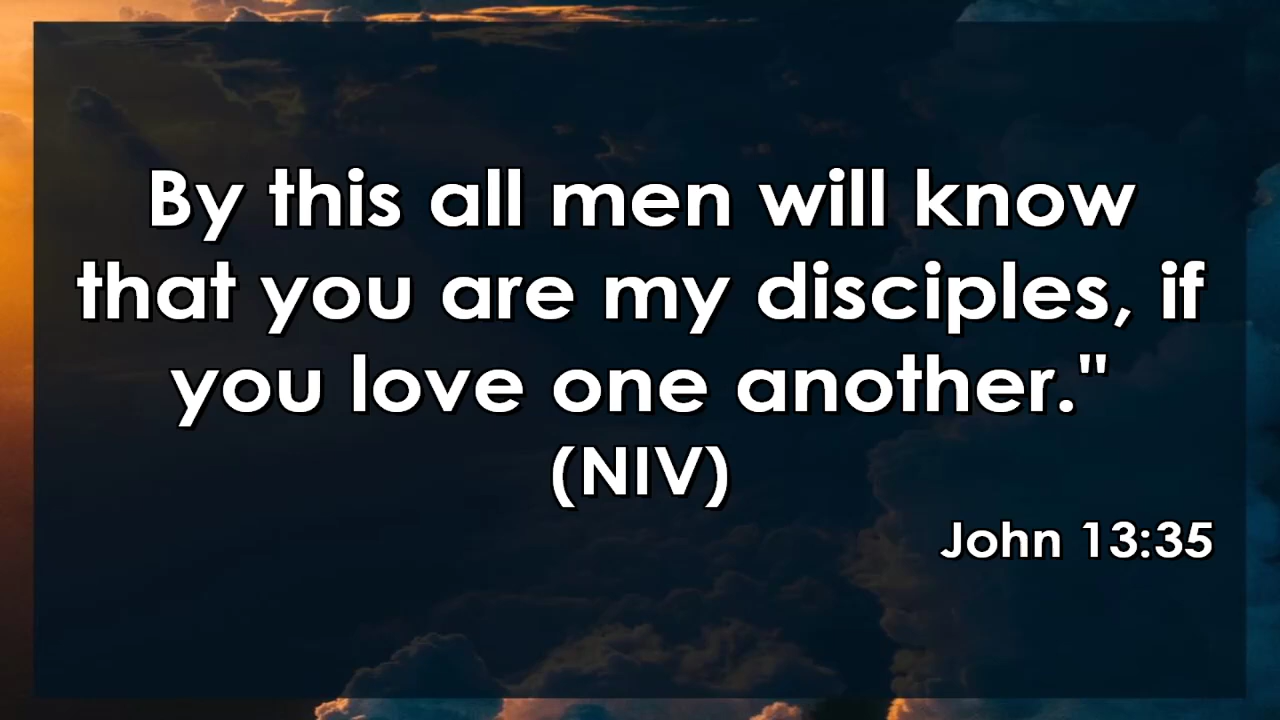 By this all men will know
that you are my disciples, if
you love one another."
(NIV)
John 13:35